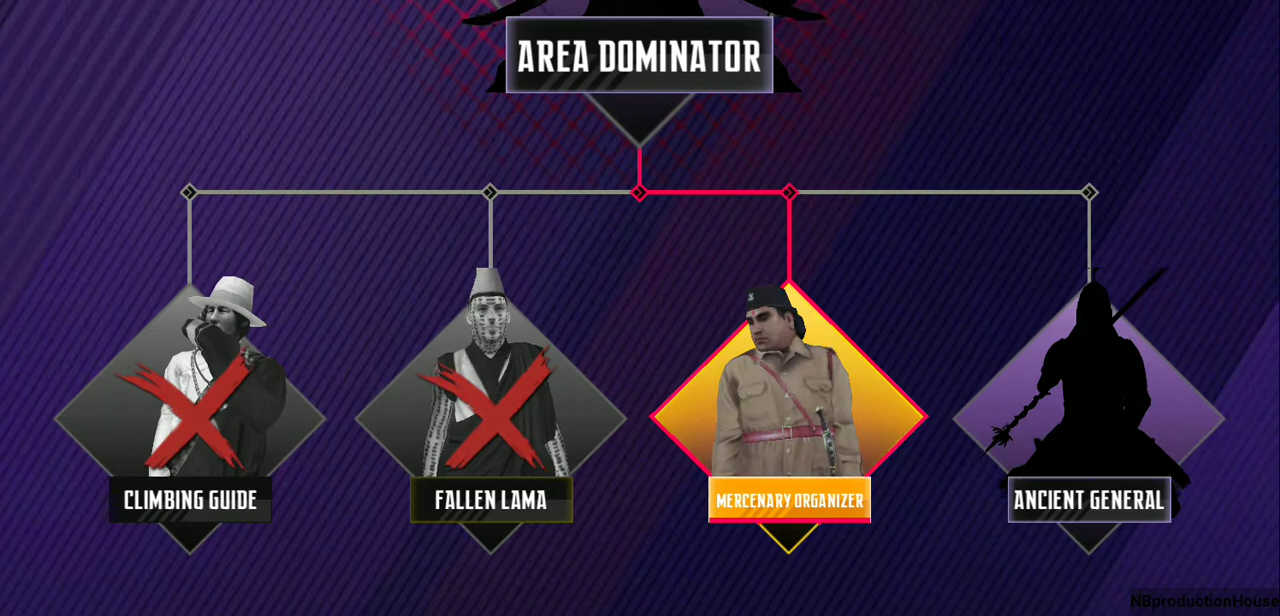 AREA DOMINATOR
CLIMBING GUIDE
FALLEN LAMA
MERCENARY ORGANIZER
ANCIENT GENERAL
NBproductionHouse